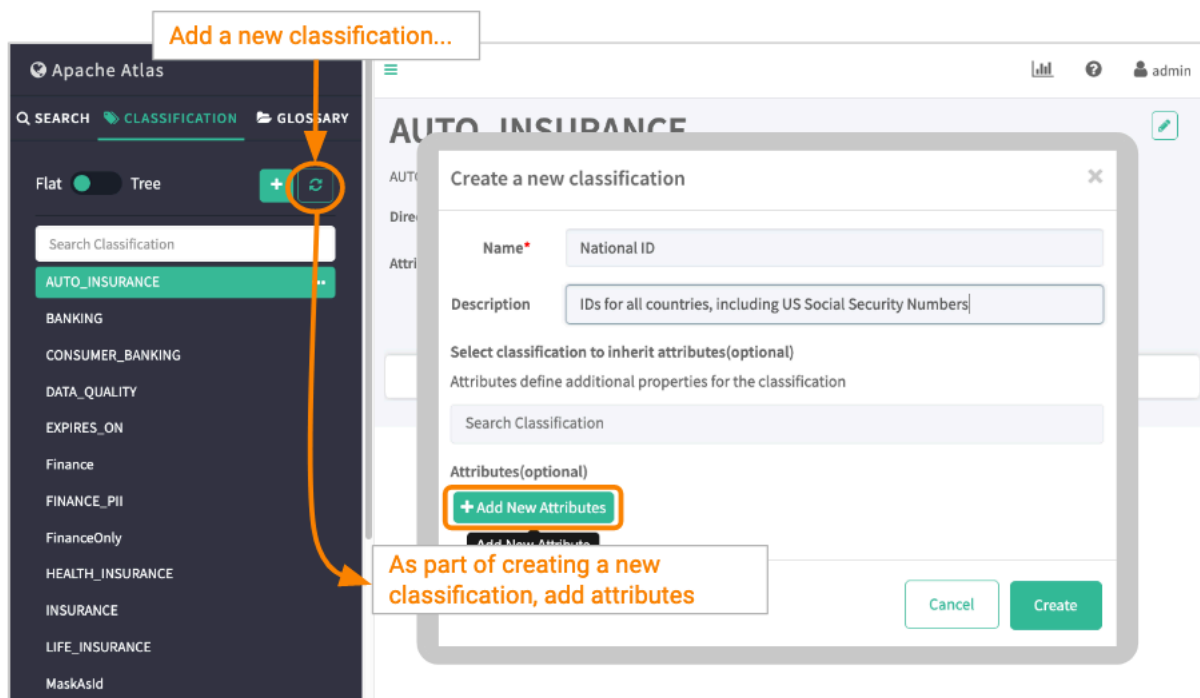 Add a new classification...
Apache Atlas
admin
SEARCH CLASSIFICATION GLOSSARY
AUTO_INSURANCE
Flat Tree
Search Classification
AUTO_INSURANCE
BANKING
CONSUMER_BANKING
DATA_QUALITY
EXPIRES_ON
Finance
FINANCE_PII
FinanceOnly
HEALTH_INSURANCE
INSURANCE
LIFE_INSURANCE
MaskAsId
Create a new classification
Name* National ID
Description IDs for all countries, including US Social Security Numbers
Select classification to inherit attributes(optional)
Attributes define additional properties for the classification
Search Classification
Attributes(optional)
Add New Attributes
Add New Attribute
As part of creating a new
classification, add attributes
Cancel Create